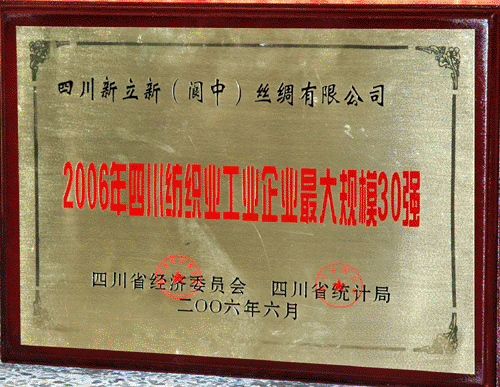 四川新立新（阆中）丝绸有限公司
2006年四川纺织业工业企业最大规模30强
四川省经济委员会 四川省统计局
二〇〇六年六月